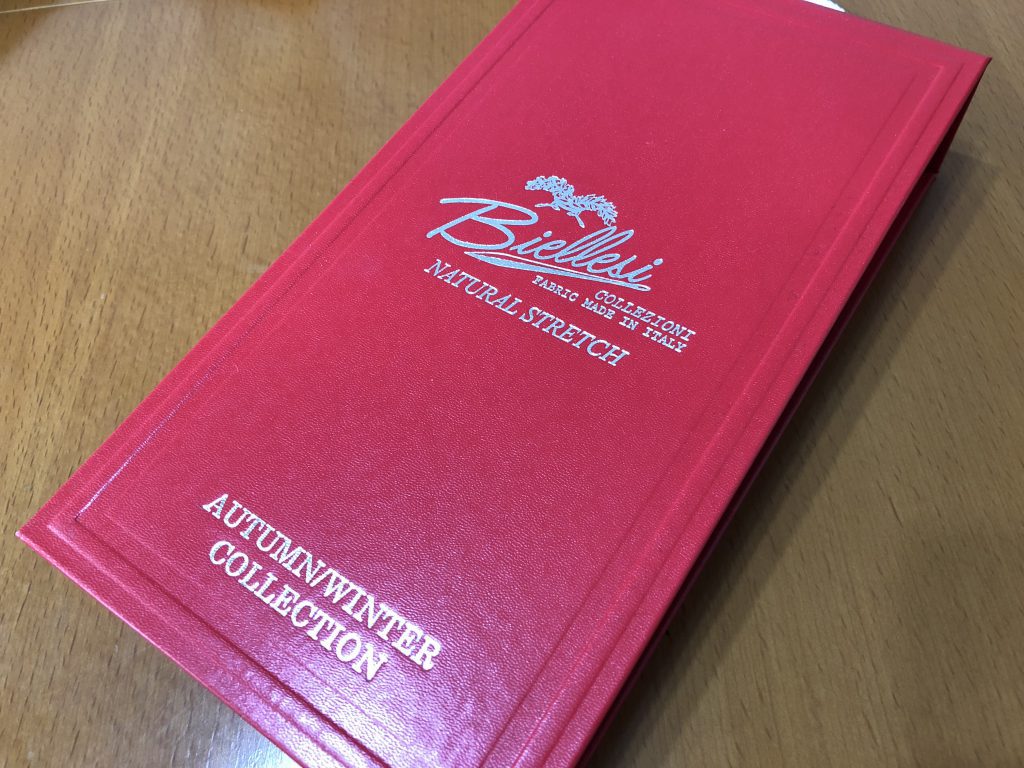 Biellesi
COLLEZIONI
FABRIC MADE IN ITALY
NATURAL STRETCH
AUTUMN/WINTER
COLLECTION